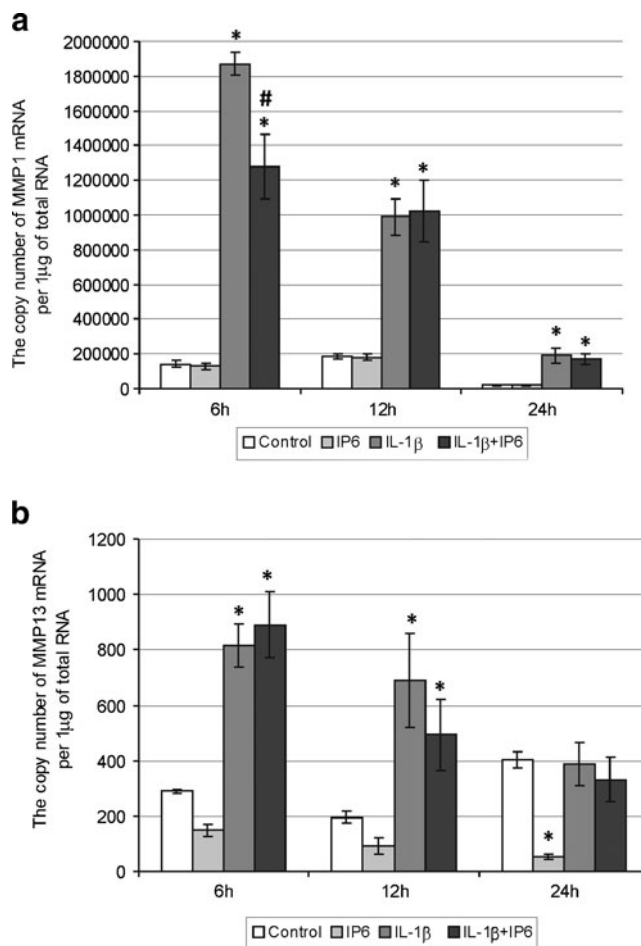 a
The copy number of MMP1 mRNA
per 1µg of total RNA
2000000
1800000
1600000
1400000
1200000
1000000
800000
600000
400000
200000
0
*
#
*
*
*
*
*
6h
12h
24h
Control
IP6
IL-1β
IL-1β+IP6
b
The copy number of MMP13 mRNA
per 1µg of total RNA
1200
1000
800
600
400
200
0
*
*
*
*
*
6h
12h
24h
Control
IP6
IL-1β
IL-1β+IP6